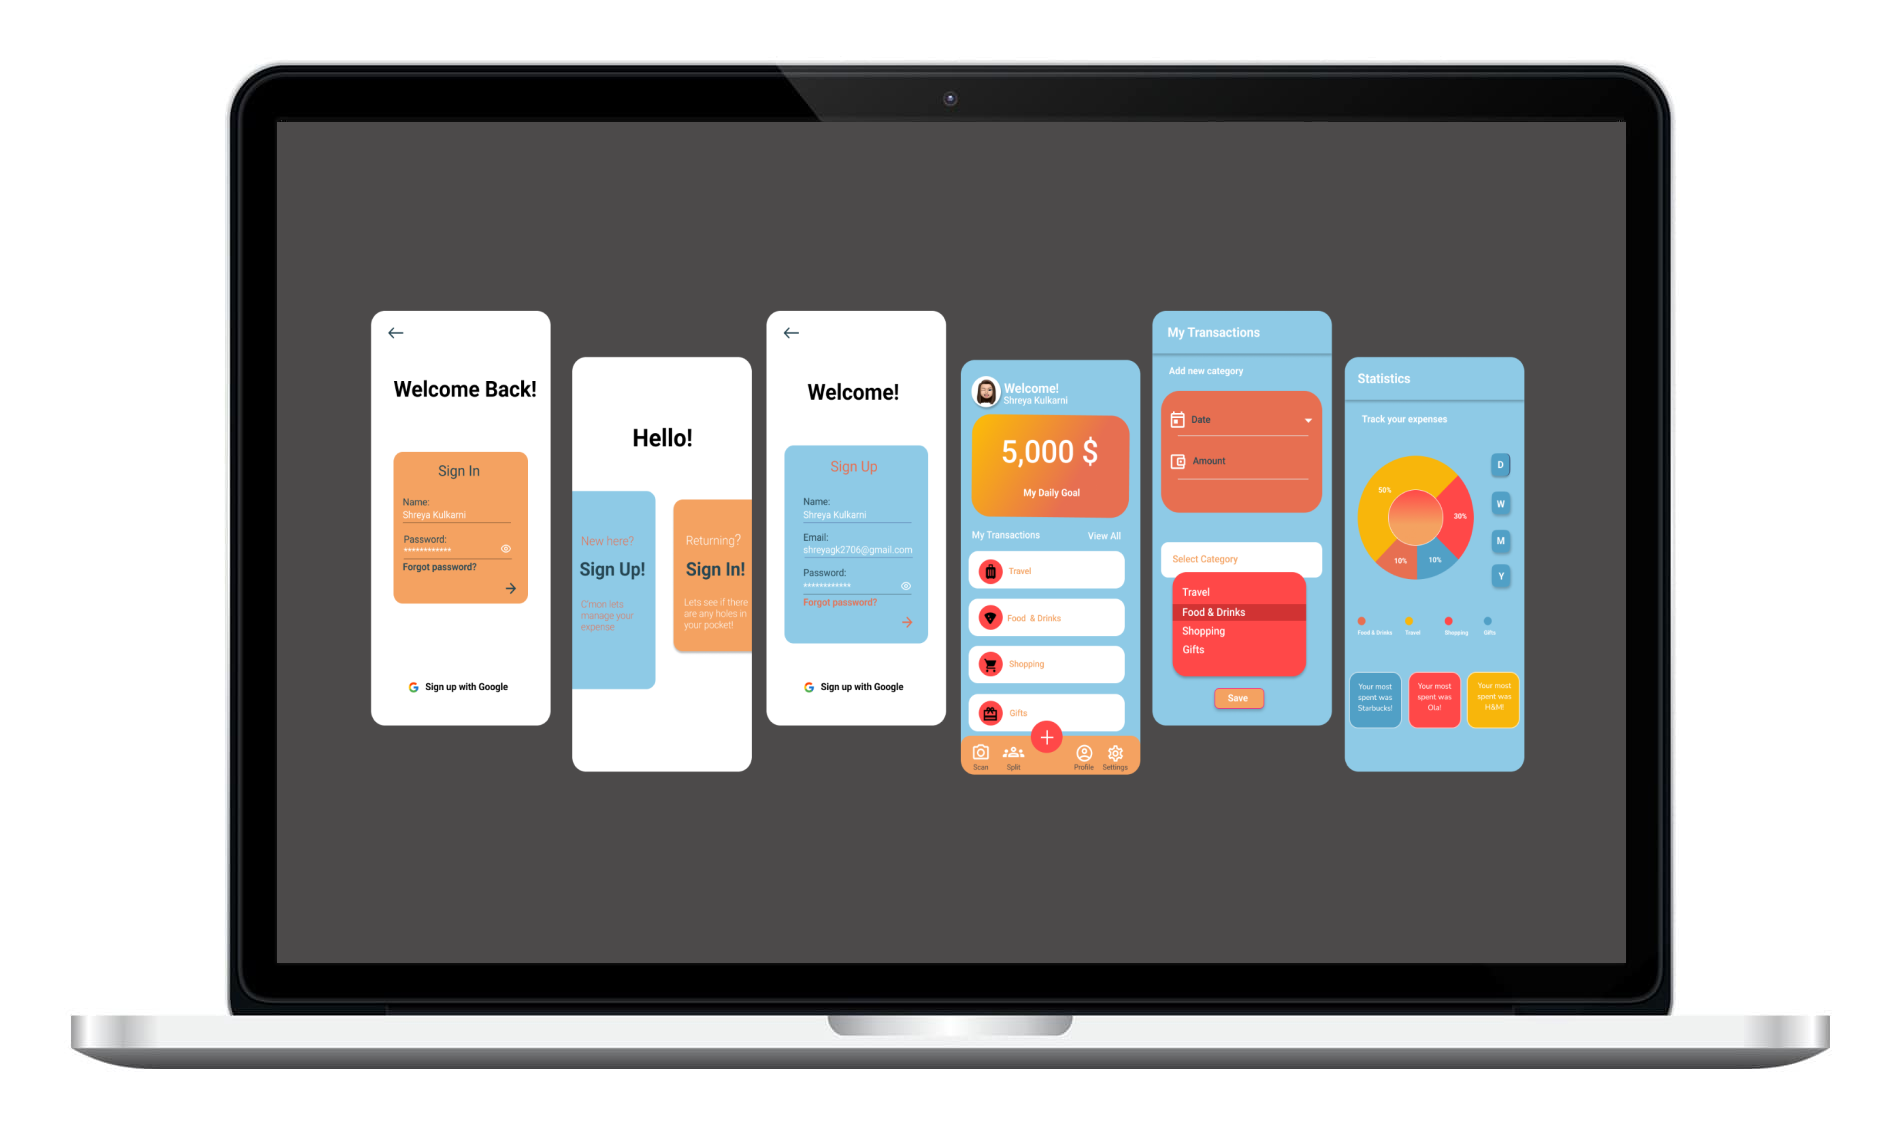 Welcome Back!
Sign In
Name:
Shreya Kulkarni
Password:
************
Forgot password?
Sign up with Google
Hello!
New here?
Sign Up!
C'mon lets
manage your
expense
Returning?
Sign In!
Lets see if there
are any holes in
your pocket!
Welcome!
Sign Up
Name:
Shreya Kulkarni
Email:
shreyagk2706@gmail.com
Password:
************
Forgot password?
Sign up with Google
Welcome!
Shreya Kulkarni
5,000 $
My Daily Goal
My Transactions View All
Travel
Food & Drinks
Shopping
Gifts
+
Scan Split Profile Settings
My Transactions
Add new category
Date
Amount
Select Category
Travel
Food & Drinks
Shopping
Gifts
Save
Statistics
Track your expenses
50%
30%
10%
10%
D
W
M
Y
Food & Drinks Travel Shopping Gifts
Your most
spent was
Starbucks!
Your most
spent was
Ola!
Your most
spent was
H&M!